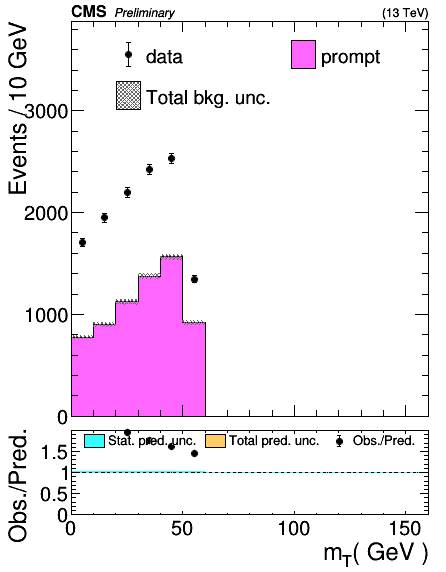 CMS Preliminary (13 TeV)
Events / 10 GeV
data
prompt
Total bkg. unc.
3000
2000
1000
0
Obs./Pred.
Stat. pred. unc.
Total pred. unc.
Obs./Pred.
1.5
1
0.5
0
0 50 100 150
m_T( GeV )